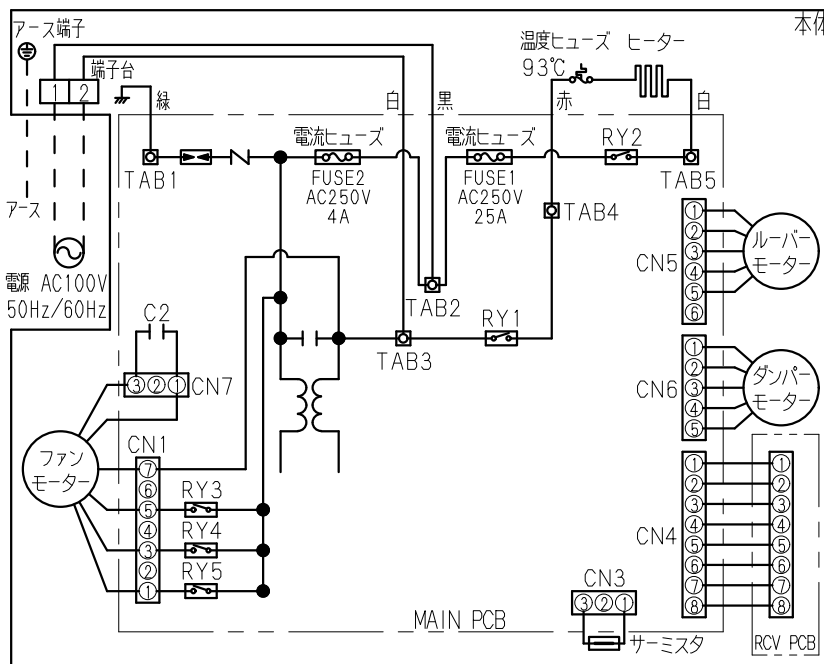 本体
アース端子
端子台
1 2
緑
白
黒
温度ヒューズ ヒーター
93℃
赤
白
電流ヒューズ
電流ヒューズ
RY2
TAB1
FUSE2
AC250V
4A
FUSE1
AC250V
25A
TAB5
TAB4
アース
電源 AC100V
50Hz/60Hz
CN5
①
②
③
④
⑤
⑥
ルーバー
モーター
TAB2
C2
RY1
TAB3
③②① CN7
CN6
①
②
③
④
⑤
ダンパー
モーター
CN1
⑦
⑥
⑤
④
③
②
①
ファン
モーター
RY3
RY4
RY5
CN4
①
②
③
④
⑤
⑥
⑦
⑧
①
②
③
④
⑤
⑥
⑦
⑧
CN3
③②①
サーミスタ
MAIN PCB
RCV PCB